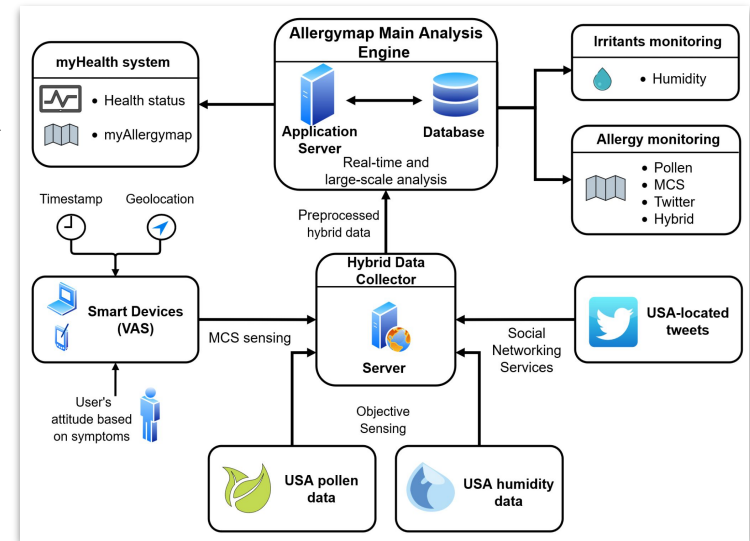 Allergymap Main Analysis
Engine
Application
Server
Database
Real-time and
large-scale analysis
myHealth system
• Health status
• myAllergymap
Irritants monitoring
• Humidity
Allergy monitoring
• Pollen
• MCS
• Twitter
• Hybrid
Timestamp
Geolocation
Preprocessed
hybrid data
Smart Devices
(VAS)
MCS sensing
Hybrid Data
Collector
Server
Social
Networking
Services
USA-located
tweets
User's
attitude based
on symptoms
Objective
Sensing
USA pollen
data
USA humidity
data